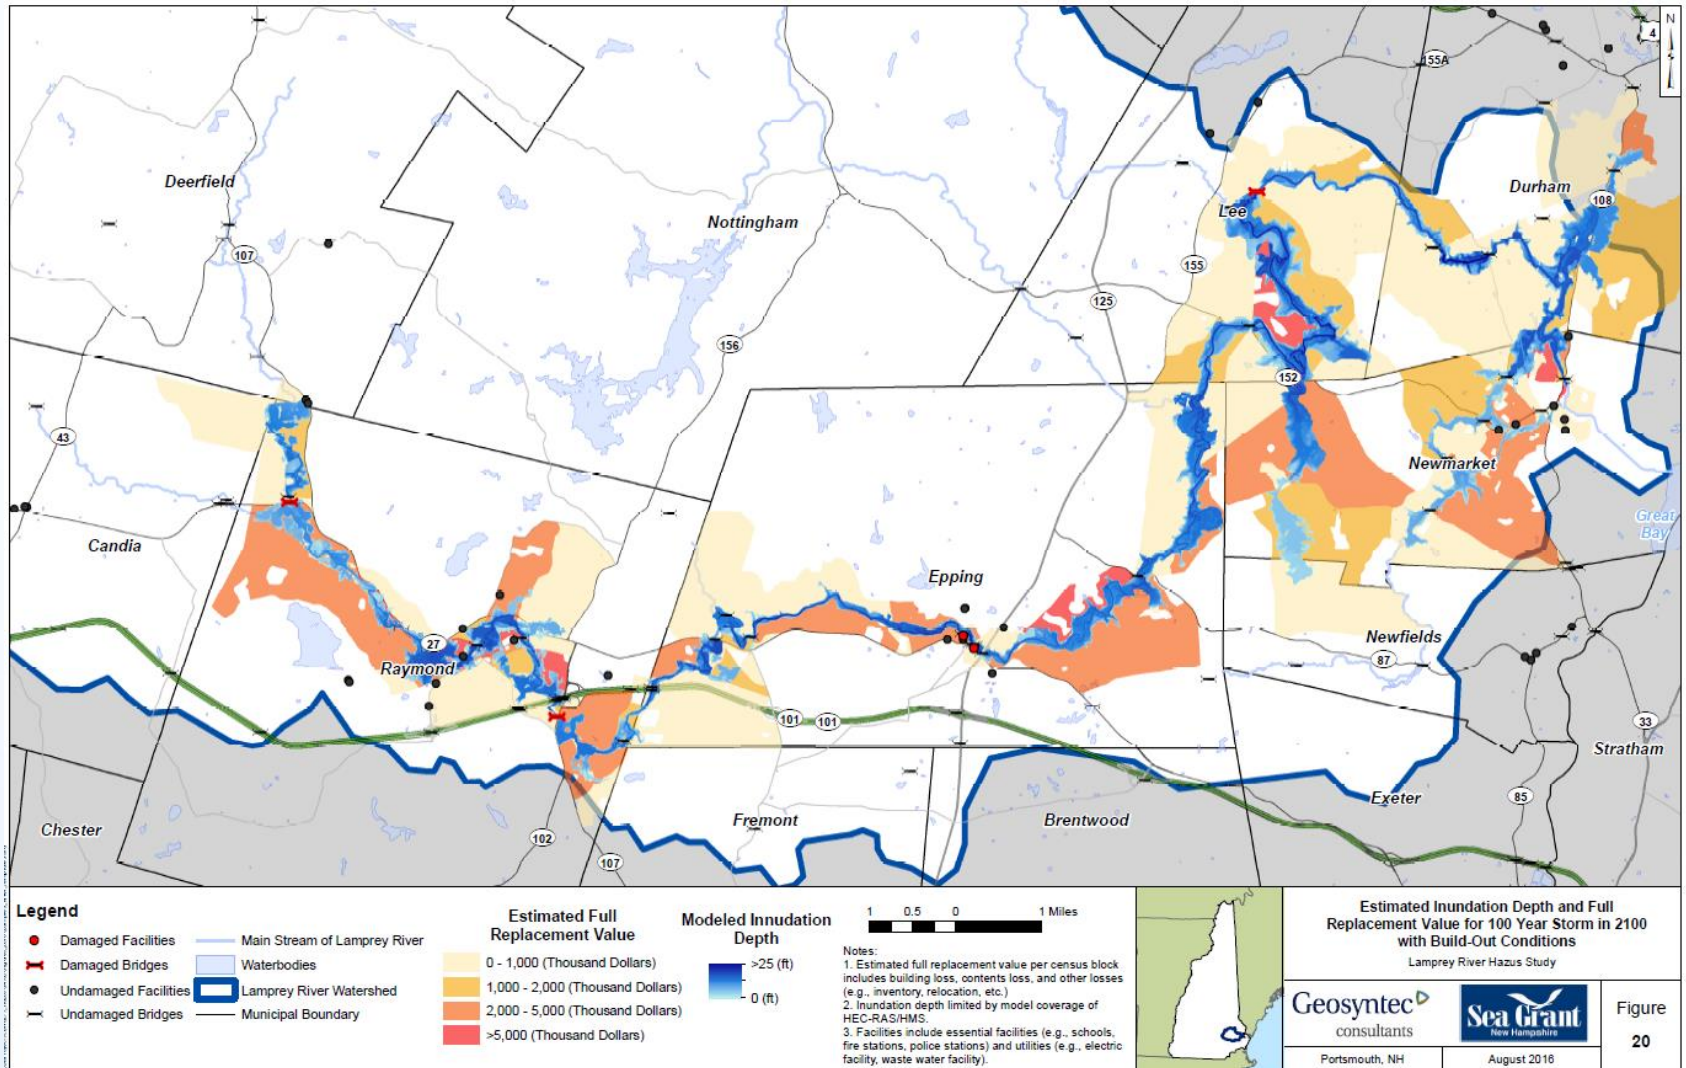 N
4
155A
Deerfield
Durham
108
Nottingham
Lee
107
155
125
156
152
43
Newmarket
Great
Bay
Candia
Epping
27
Raymond
Newfields
87
101
101
33
Stratham
Exeter
85
Chester
Fremont
Brentwood
102
107
Legend
Damaged Facilities
Damaged Bridges
Undamaged Facilities
Undamaged Bridges
Main Stream of Lamprey River
Waterbodies
Lamprey River Watershed
Municipal Boundary
Estimated Full
Replacement Value
0 - 1,000 (Thousand Dollars)
1,000 - 2,000 (Thousand Dollars)
2,000 - 5,000 (Thousand Dollars)
>5,000 (Thousand Dollars)
Modeled Innundation
Depth
>25 (ft)
0 (ft)
1 0.5 0 1 Miles
Notes:
1. Estimated full replacement value per census block
includes building loss, contents loss, and other losses
(e.g., inventory, relocation, etc.)
2. Inundation depth limited by model coverage of
HEC-RAS/HMS.
3. Facilities include essential facilities (e.g., schools,
fire stations, police stations) and utilities (e.g., electric
facility, waste water facility).
Estimated Inundation Depth and Full
Replacement Value for 100 Year Storm in 2100
with Build-Out Conditions
Lamprey River Hazus Study
Geosyntec
consultants
Sea Grant
New Hampshire
Figure
20
Portsmouth, NH
August 2016